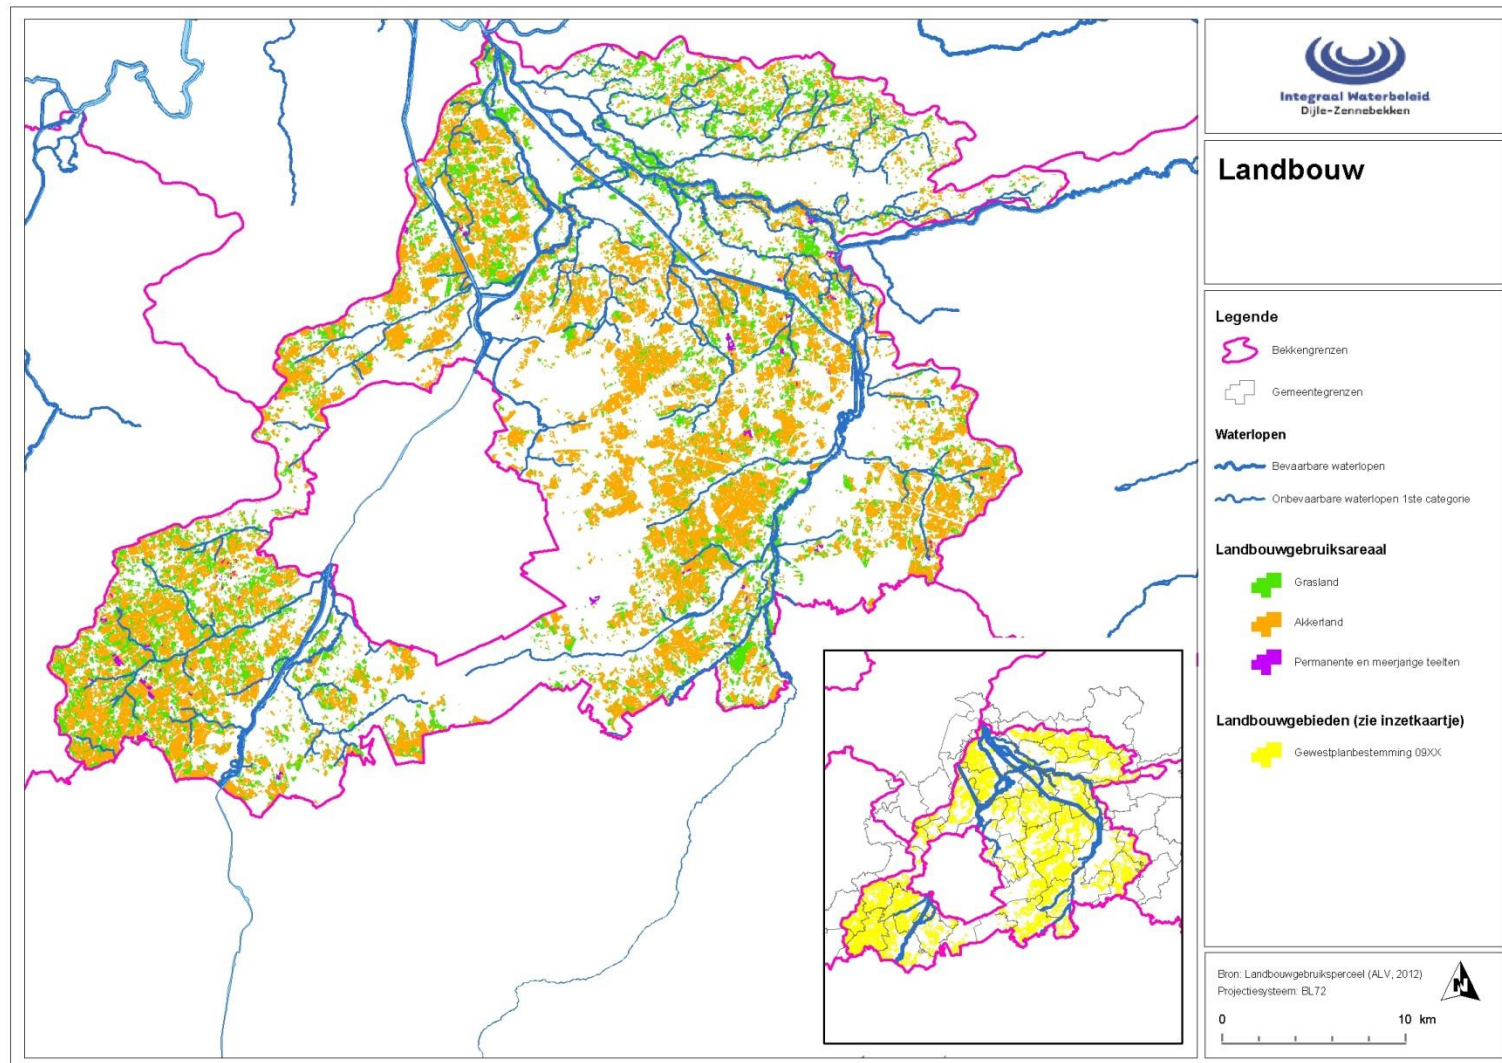 Integraal Waterbeleid
Dijle-Zennebekken
Landbouw
Legende
Bekkengrenzen
Gemeentegrenzen
Waterlopen
Bevaarbare waterlopen
Onbevaarbare waterlopen 1ste categorie
Landbouwgebruiksareaal
Grasland
Akkerland
Permanente en meerjarige teelten
Landbouwgebieden (zie inzetkaartje)
Gewestplanbestemming 09XX
Bron: Landbouwgebruiksperceel (ALV, 2012)
Projectiesysteem: BL72
N
0 10 km